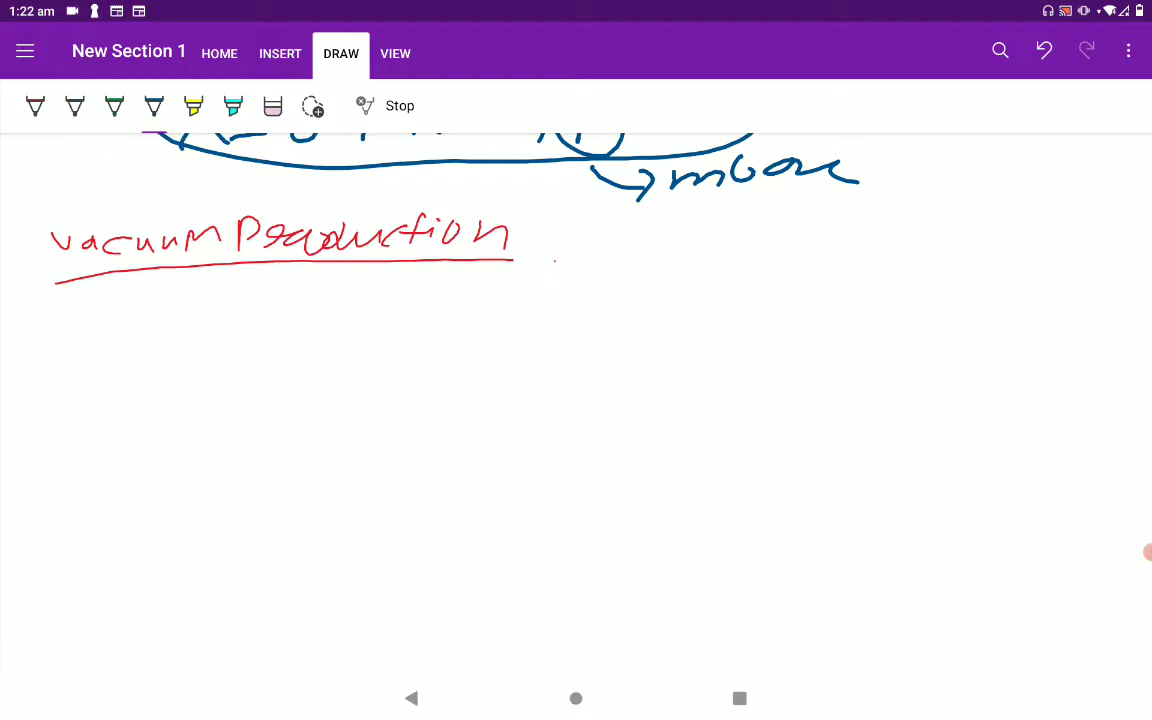 1:22 am
New Section 1 HOME INSERT DRAW VIEW
Stop
mbar
vacuum Production